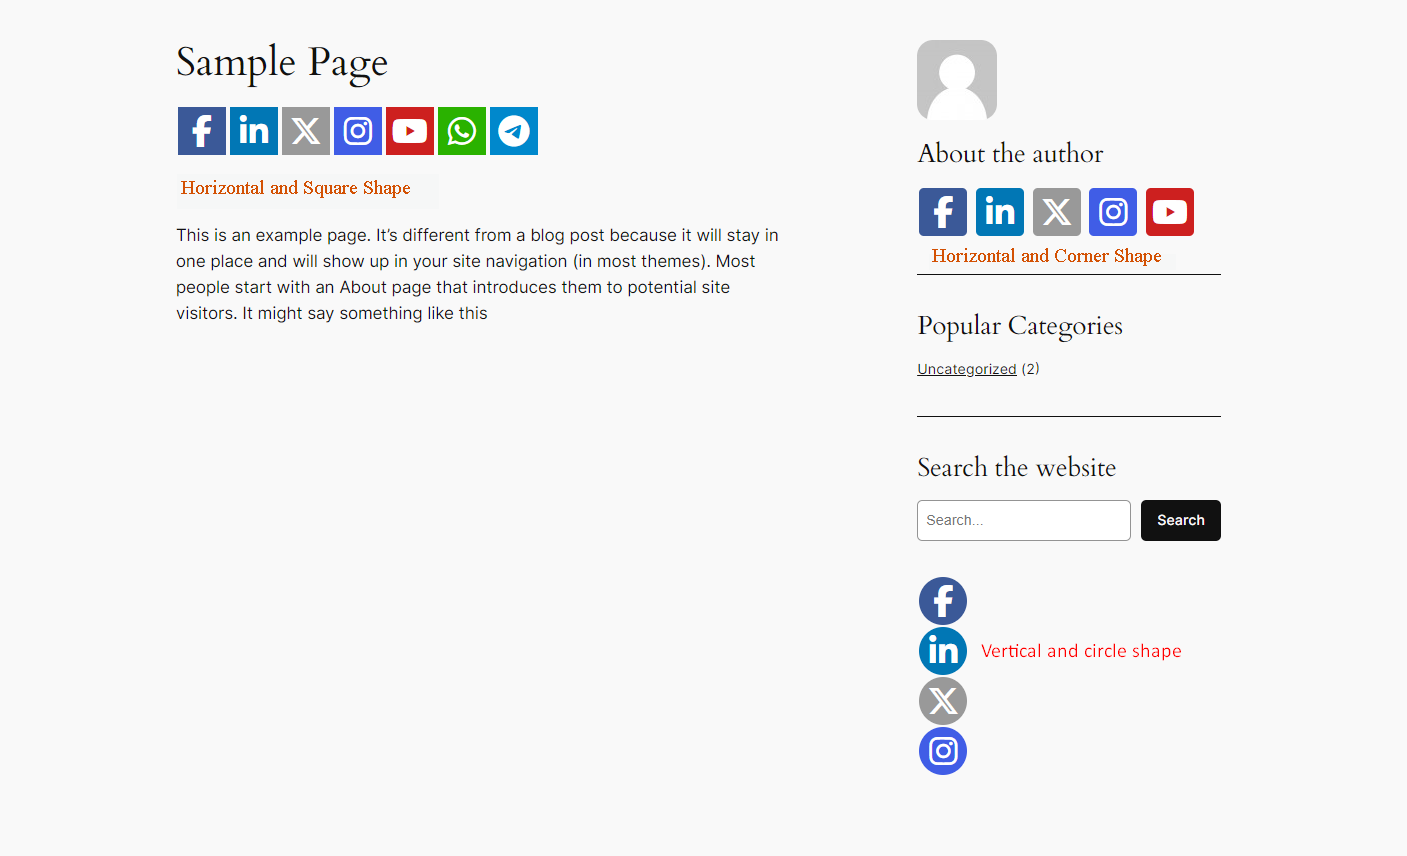 Sample Page
Horizontal and Square Shape
This is an example page. It’s different from a blog post because it will stay in
one place and will show up in your site navigation (in most themes). Most
people start with an About page that introduces them to potential site
visitors. It might say something like this
About the author
Horizontal and Corner Shape
Popular Categories
Uncategorized (2)
Search the website
Search...
Search
Vertical and circle shape